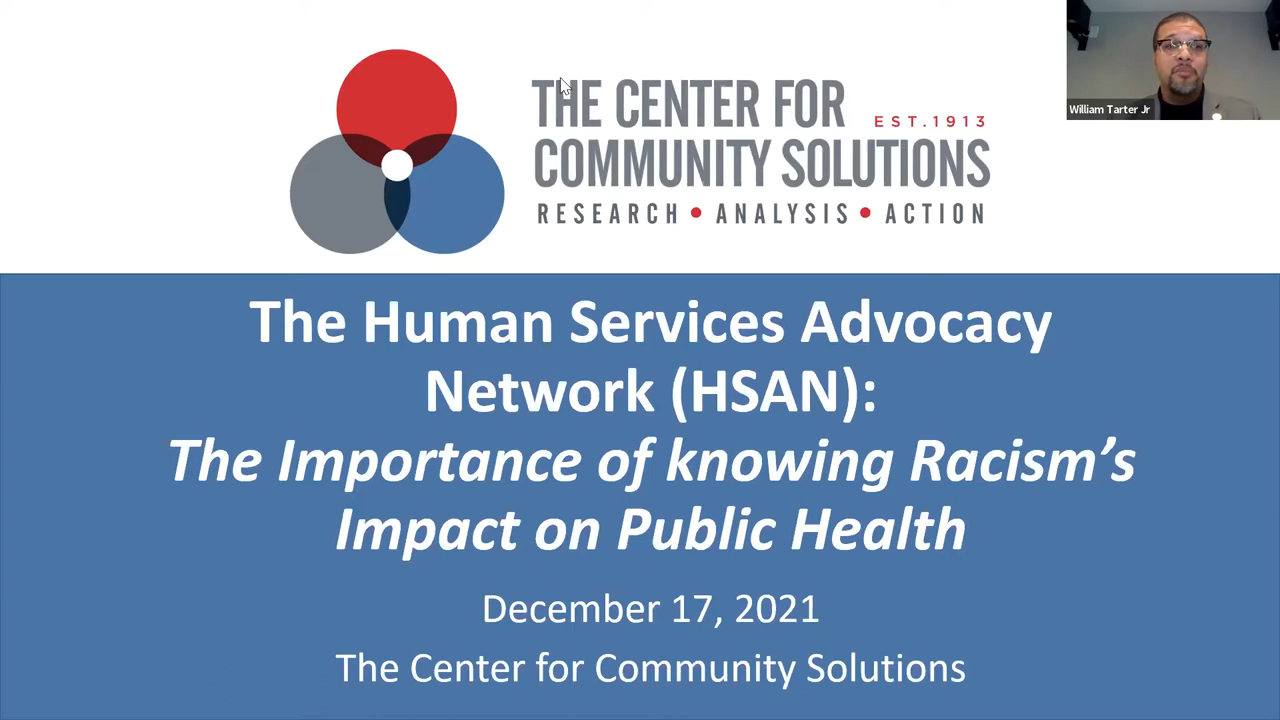 THE CENTER FOR
EST.1913
COMMUNITY SOLUTIONS
RESEARCH • ANALYSIS • ACTION
William Tarter Jr
The Human Services Advocacy
Network (HSAN):
The Importance of knowing Racism’s
Impact on Public Health
December 17, 2021
The Center for Community Solutions